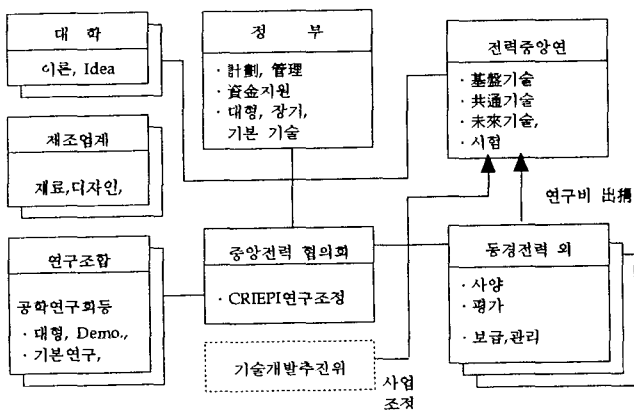 대 학
이론, Idea
정 부
· 計劃, 管理
· 資金지원
· 대형, 장기,
기본 기술
전력중앙연
· 基盤기술
· 共通기술
· 未來기술,
· 시험
재조업계
재료,디자인,
연구비 出捐
연구조합
공학연구회등
· 대형, Demo.,
· 기본연구,
중앙전력 협의회
· CRIEPI연구조정
동경전력 외
· 사양
· 평가
· 보급,관리
기술개발추진위
사업
조정